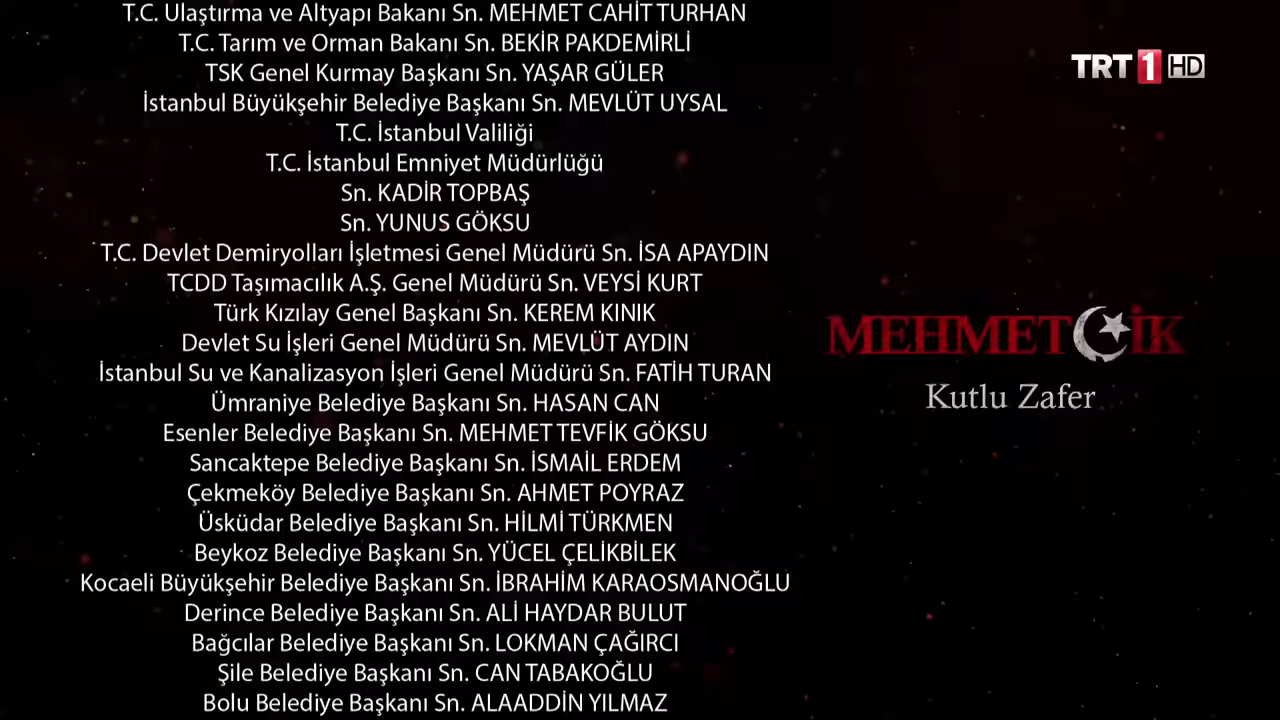 T.C. Ulaştırma ve Altyapı Bakanı Sn. MEHMET CAHİT TURHAN
T.C. Tarım ve Orman Bakanı Sn. BEKİR PAKDEMİRLİ
TSK Genel Kurmay Başkanı Sn. YAŞAR GÜLER
İstanbul Büyükşehir Belediye Başkanı Sn. MEVLÜT UYSAL
T.C. İstanbul Valiliği
T.C. İstanbul Emniyet Müdürlüğü
Sn. KADİR TOPBAŞ
Sn. YUNUS GÖKSU
T.C. Devlet Demiryolları İşletmesi Genel Müdürü Sn. İSA APAYDIN
TCDD Taşımacılık A.Ş. Genel Müdürü Sn. VEYSİ KURT
Türk Kızılay Genel Başkanı Sn. KEREM KINIK
Devlet Su İşleri Genel Müdürü Sn. MEVLÜT AYDIN
İstanbul Su ve Kanalizasyon İşleri Genel Müdürü Sn. FATİH TURAN
Ümraniye Belediye Başkanı Sn. HASAN CAN
Esenler Belediye Başkanı Sn. MEHMET TEVFİK GÖKSU
Sancaktepe Belediye Başkanı Sn. İSMAİL ERDEM
Çekmeköy Belediye Başkanı Sn. AHMET POYRAZ
Üsküdar Belediye Başkanı Sn. HİLMİ TÜRKMEN
Beykoz Belediye Başkanı Sn. YÜCEL ÇELİKBİLEK
Kocaeli Büyükşehir Belediye Başkanı Sn. İBRAHİM KARAOSMANOĞLU
Derince Belediye Başkanı Sn. ALİ HAYDAR BULUT
Bağcılar Belediye Başkanı Sn. LOKMAN ÇAĞIRCI
Şile Belediye Başkanı Sn. CAN TABAKOĞLU
Bolu Belediye Başkanı Sn. ALAADDİN YILMAZ
TRT 1 HD
MEHMETÇİK
Kutlu Zafer